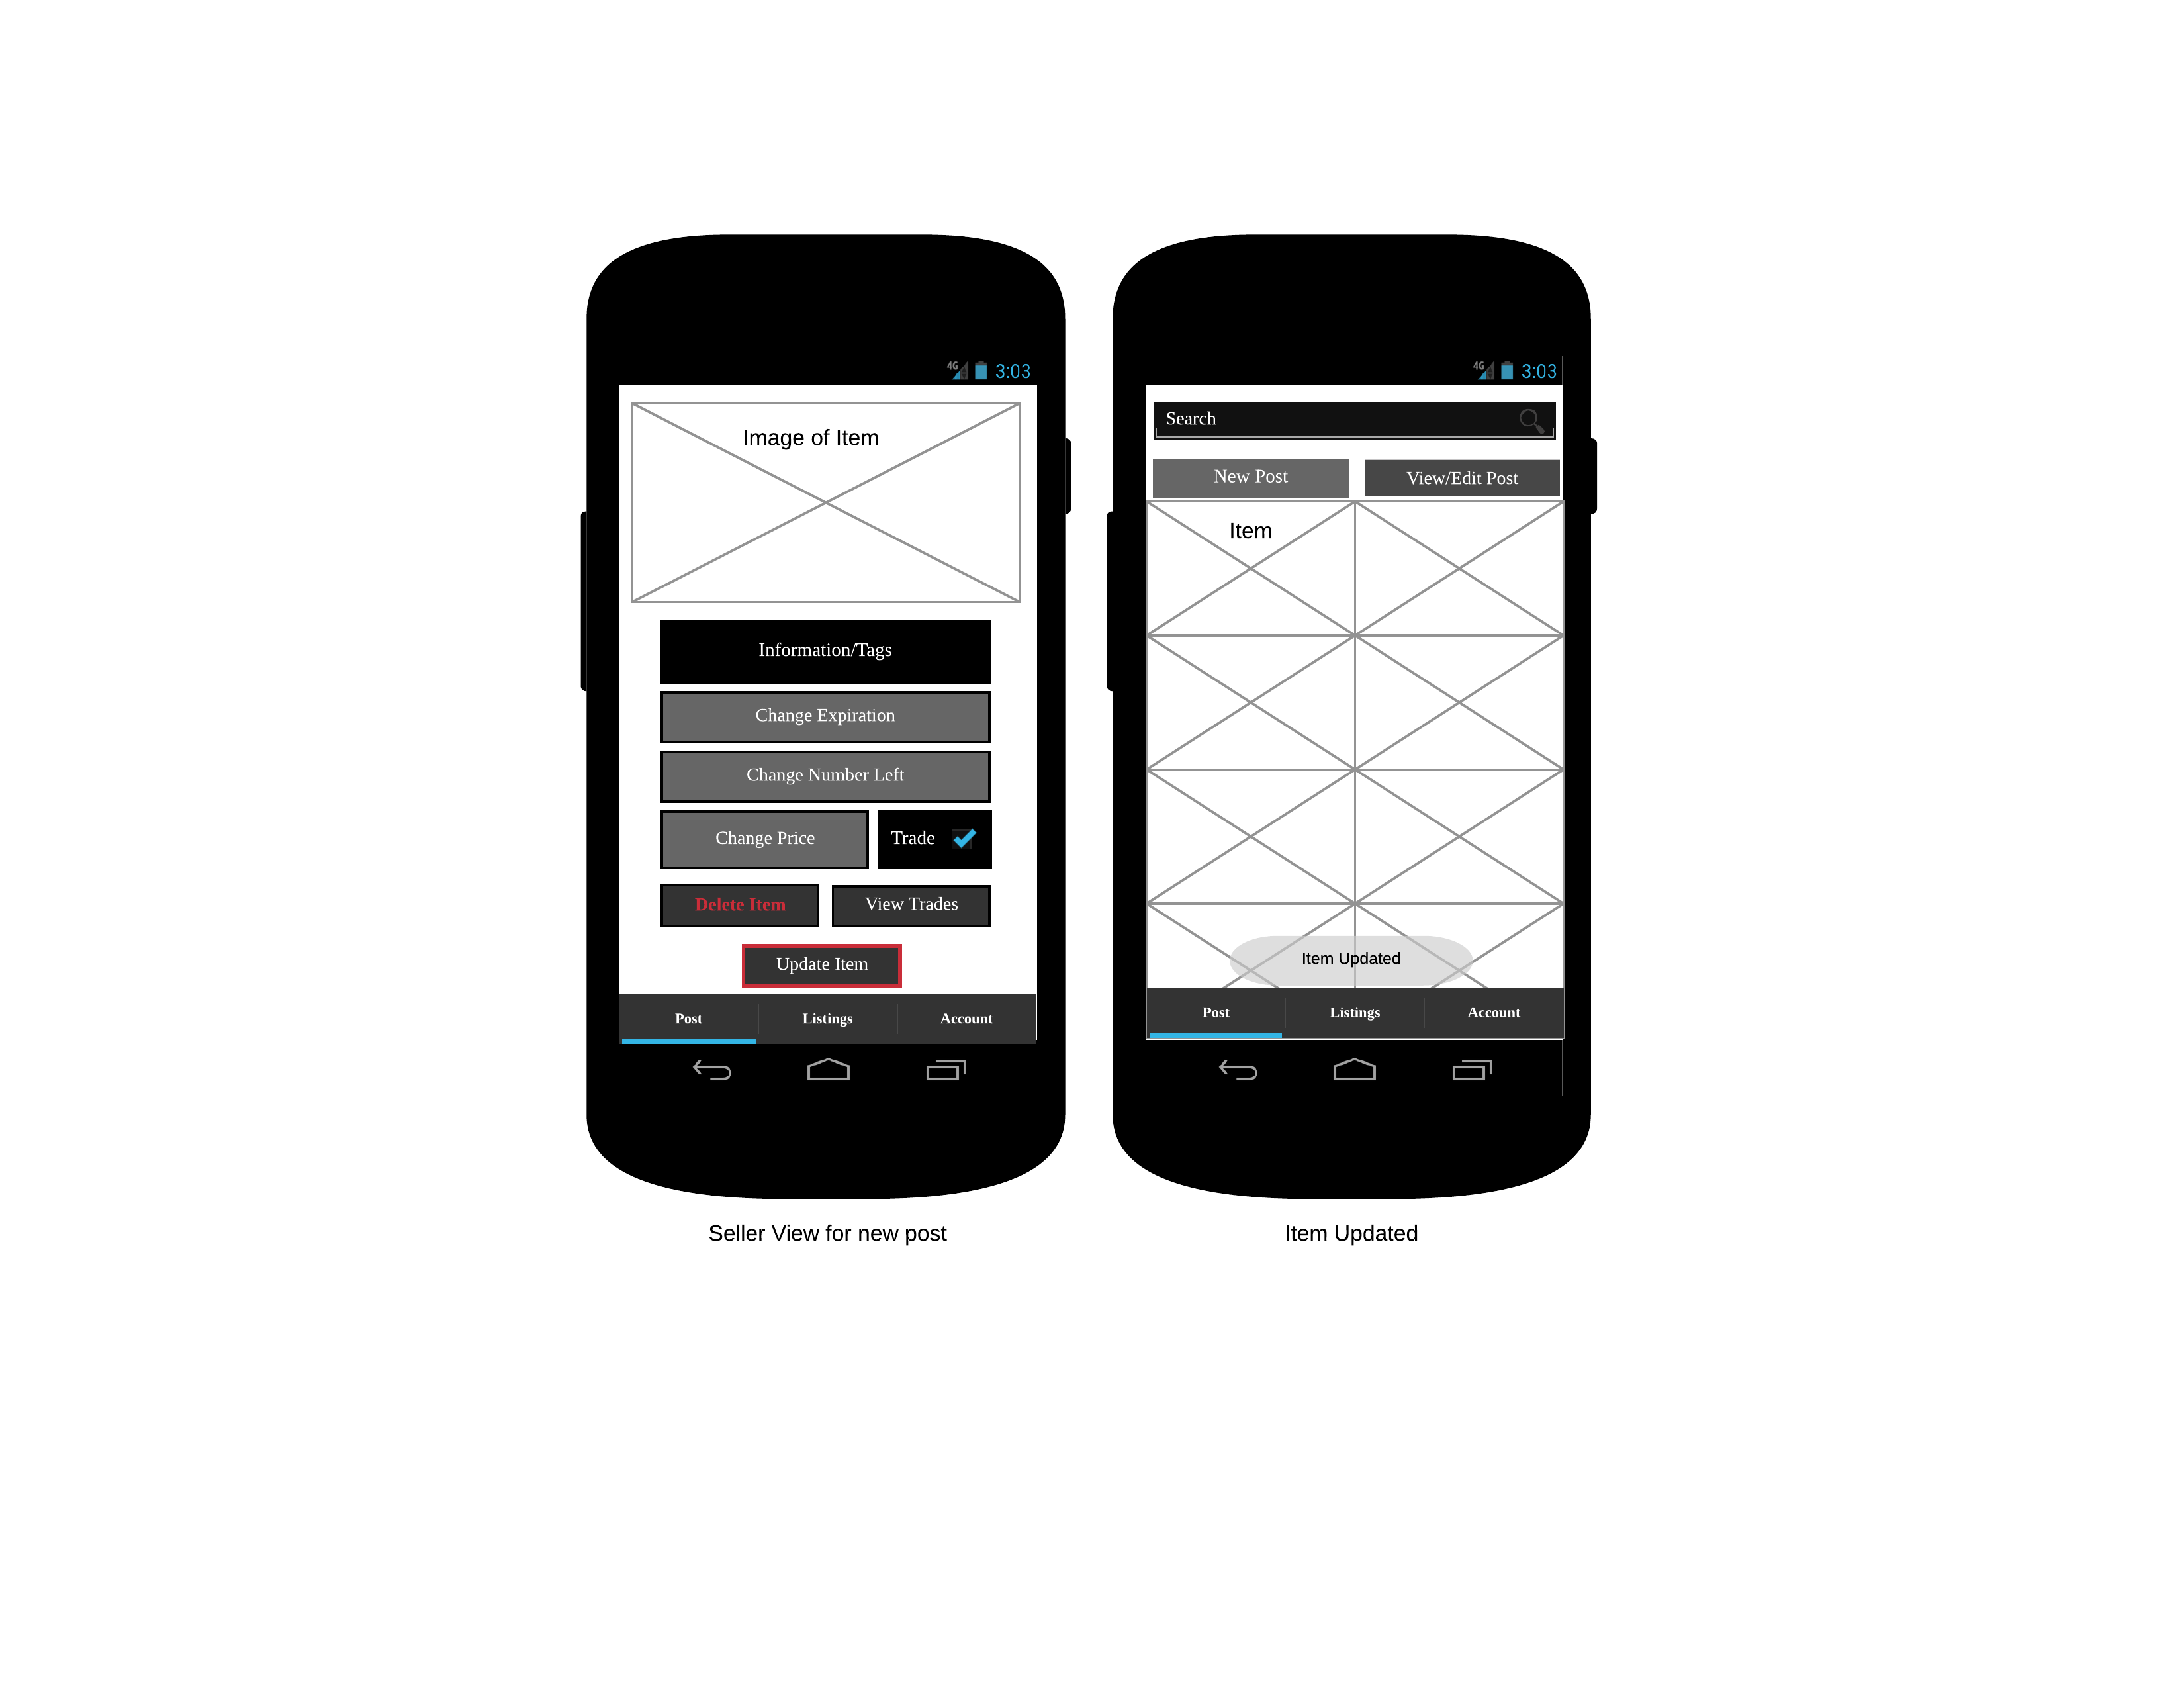 4G 3:03
Image of Item
Information/Tags
Change Expiration
Change Number Left
Change Price
Trade
Delete Item
View Trades
Update Item
Post Listings Account
Seller View for new post
4G 3:03
Search
New Post
View/Edit Post
Item
Item Updated
Post Listings Account
Item Updated